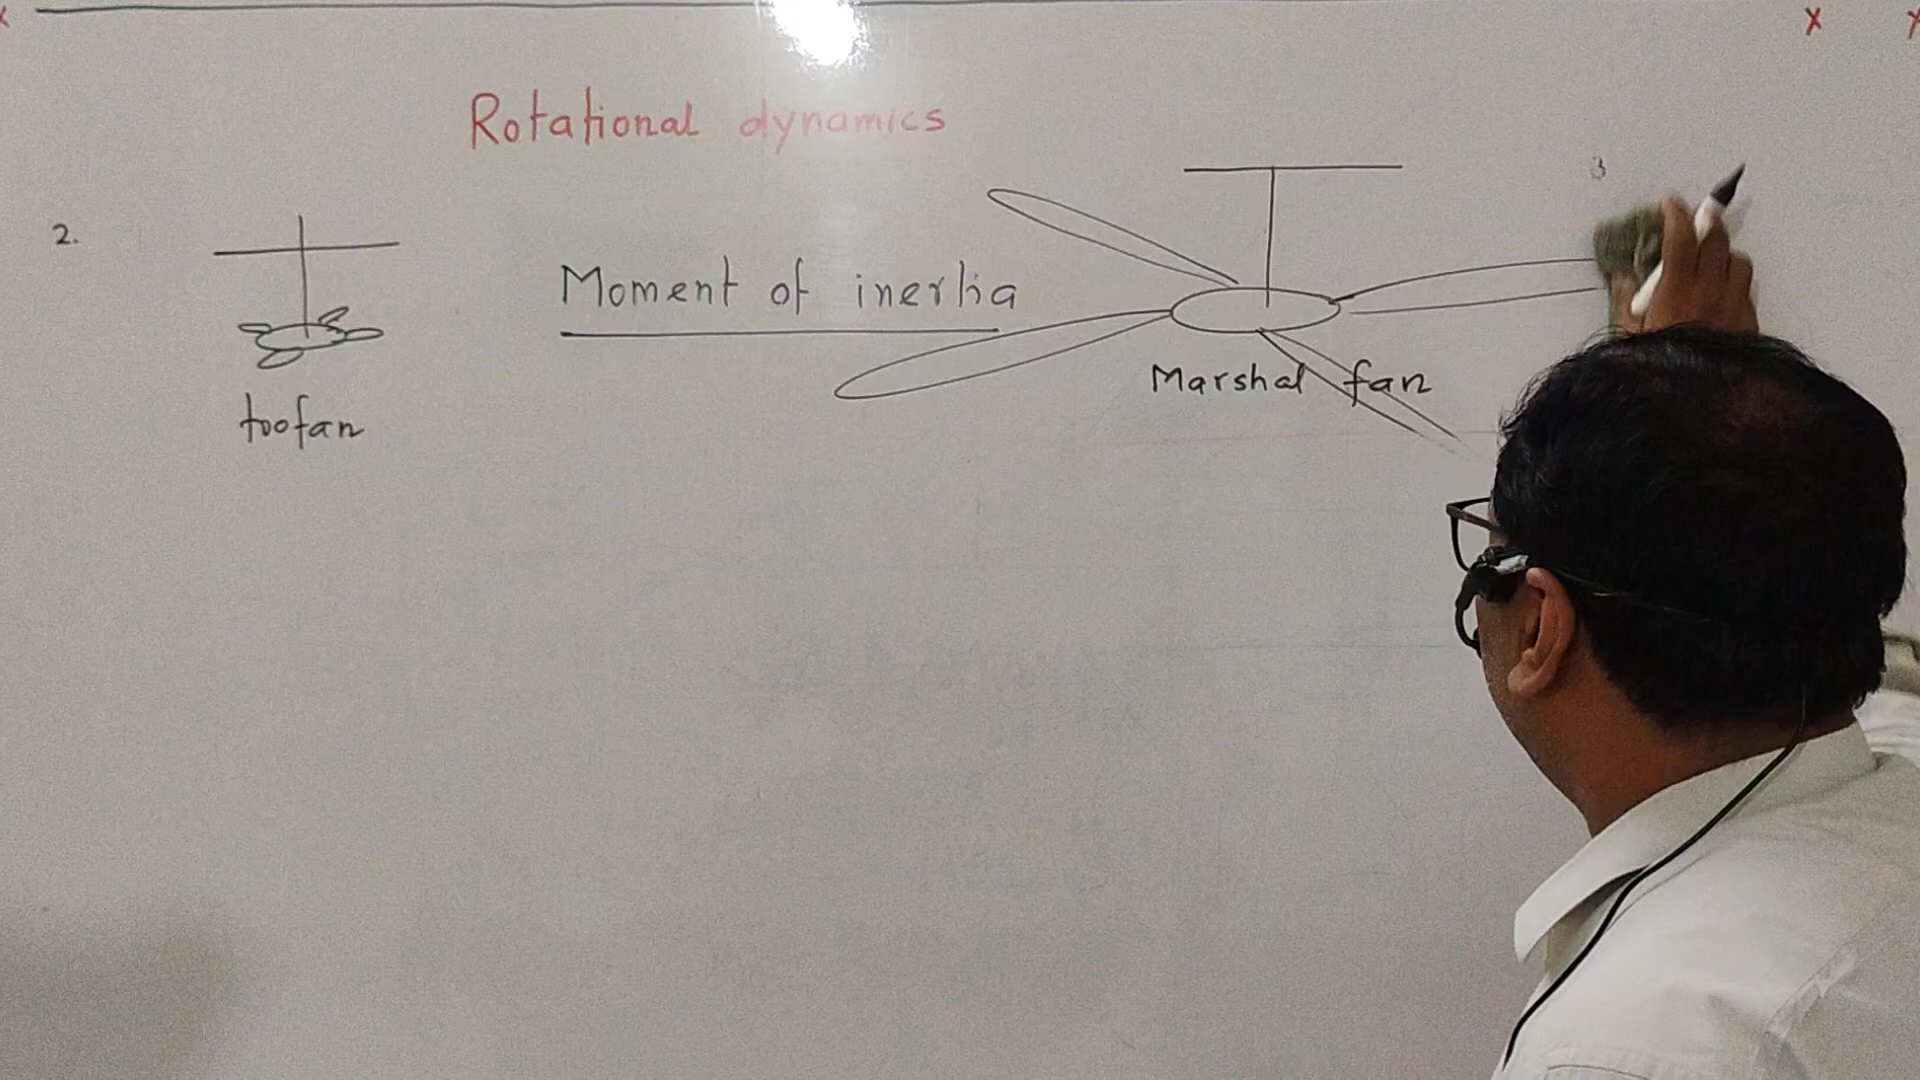 x x
Rotational dynamics
2.
Moment of inertia
Marshal fan
toofan